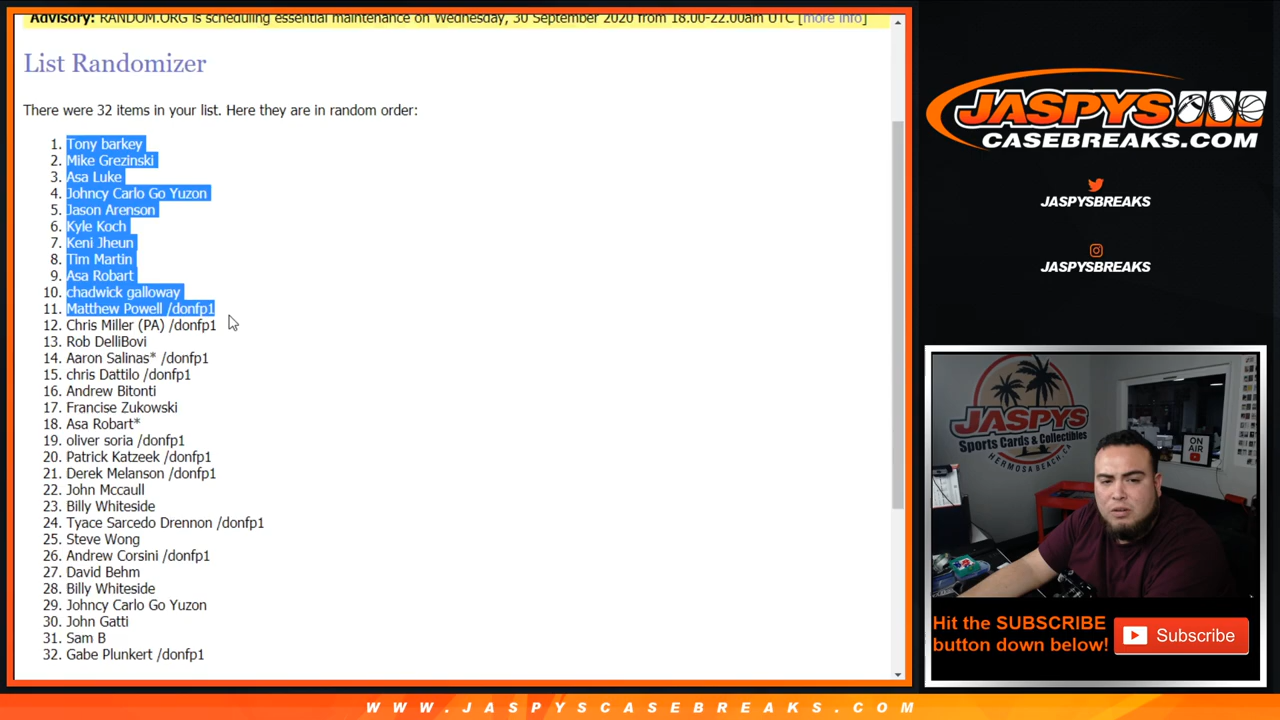 Advisory: RANDOM.ORG is scheduling essential maintenance on Wednesday, 30 September 2020 from 18.00-22.00am UTC [more info]
List Randomizer
There were 32 items in your list. Here they are in random order:
1. Tony barkey
2. Mike Grezinski
3. Asa Luke
4. Johncy Carlo Go Yuzon
5. Jason Arenson
6. Kyle Koch
7. Keni Jheun
8. Tim Martin
9. Asa Robart
10. chadwick galloway
11. Matthew Powell /donfp1
12. Chris Miller (PA) /donfp1
13. Rob DelliBovi
14. Aaron Salinas* /donfp1
15. chris Dattilo /donfp1
16. Andrew Bitonti
17. Francise Zukowski
18. Asa Robart*
19. oliver soria /donfp1
20. Patrick Katzeek /donfp1
21. Derek Melanson /donfp1
22. John Mccaull
23. Billy Whiteside
24. Tyace Sarcedo Drennon /donfp1
25. Steve Wong
26. Andrew Corsini /donfp1
27. David Behm
28. Billy Whiteside
29. Johncy Carlo Go Yuzon
30. John Gatti
31. Sam B
32. Gabe Plunkert /donfp1
JASPYS
CASEBREAKS.COM
JASPYSBREAKS
JASPYSBREAKS
JASPYS
Sports Cards & Collectibles
HERMOSA BEACH, CA
ON
AIR
Hit the SUBSCRIBE
button down below!
Subscribe
WWW.JASPYSCASEBREAKS.COM